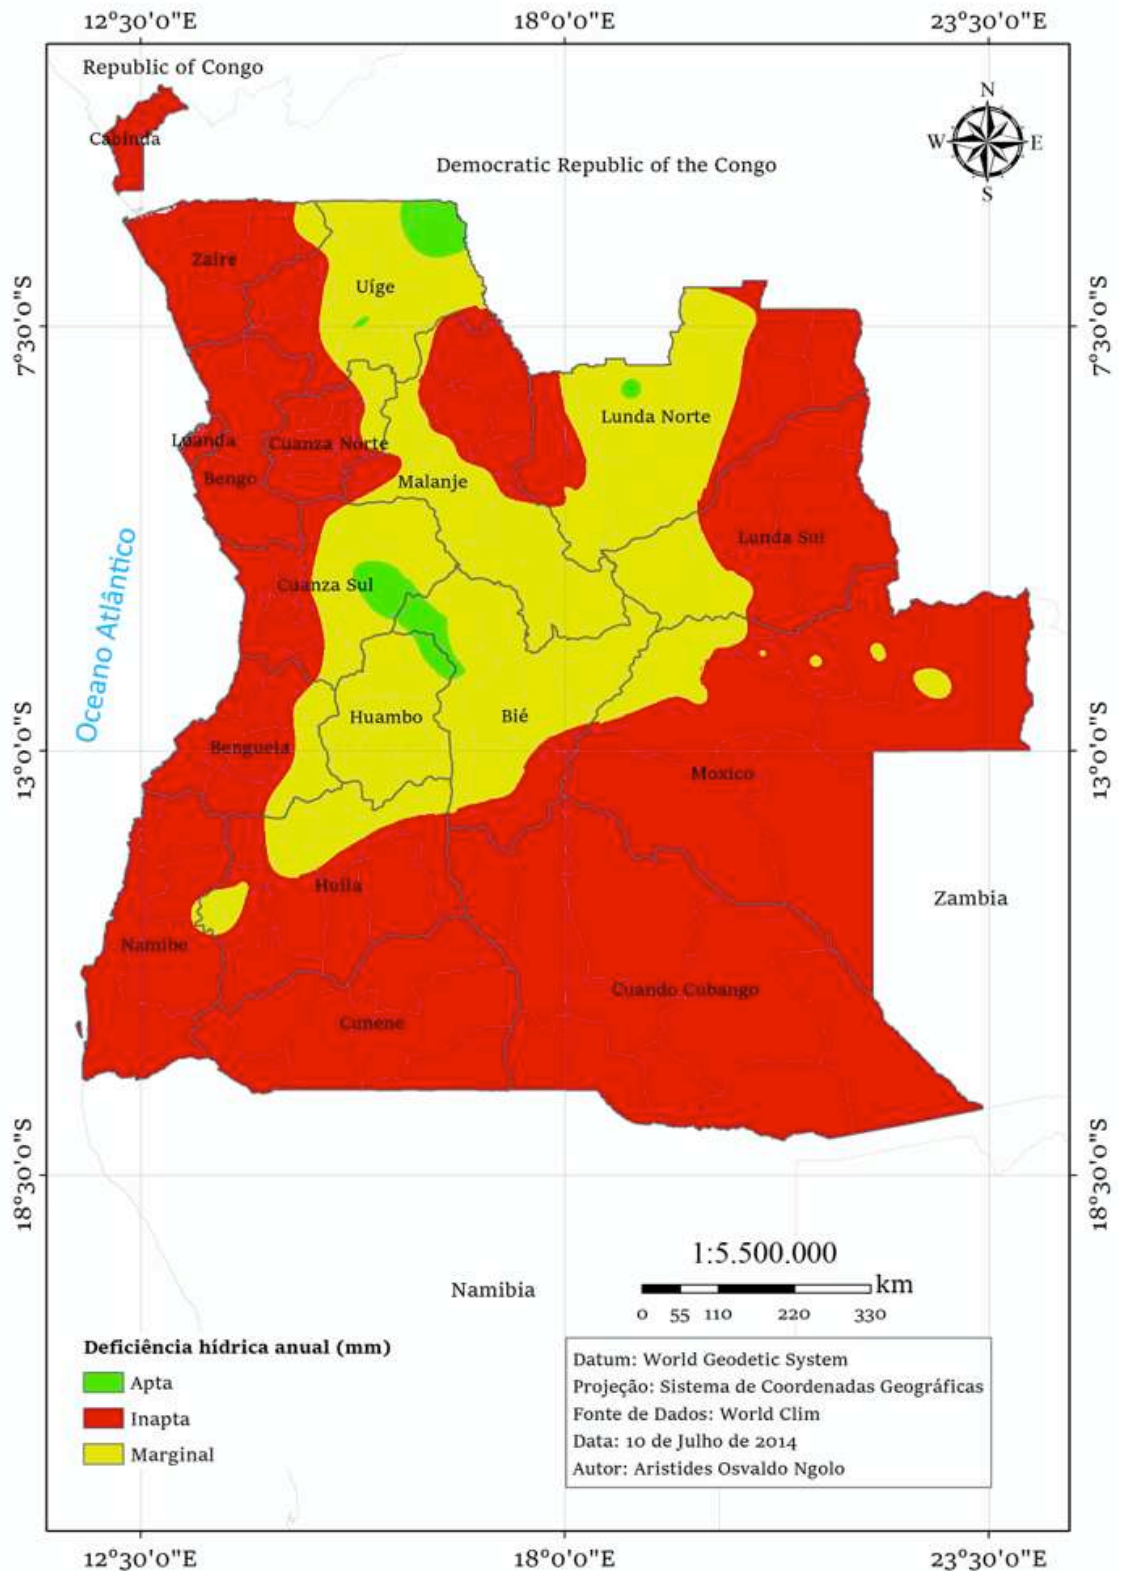 12°30'0"E 18°0'0"E 23°30'0"E
Republic of Congo
N
W E
S
Cabinda
Democratic Republic of the Congo
Zaire
Uíge
7°30'0"S 7°30'0"S
Lunda Norte
Luanda
Cuanza Norte
Bengo
Malanje
Lunda Sul
Cuanza Sul
Oceano Atlântico
Huambo
Bié
Benguela
13°0'0"S 13°0'0"S
Moxico
Huíla
Zambia
Namibe
Cuando Cubango
Cunene
18°30'0"S 18°30'0"S
1:5.500.000
Namibia
km
0 55 110 220 330
Deficiência hídrica anual (mm)
Apta
Inapta
Marginal
Datum: World Geodetic System
Projeção: Sistema de Coordenadas Geográficas
Fonte de Dados: World Clim
Data: 10 de Julho de 2014
Autor: Aristides Osvaldo Ngolo
12°30'0"E 18°0'0"E 23°30'0"E